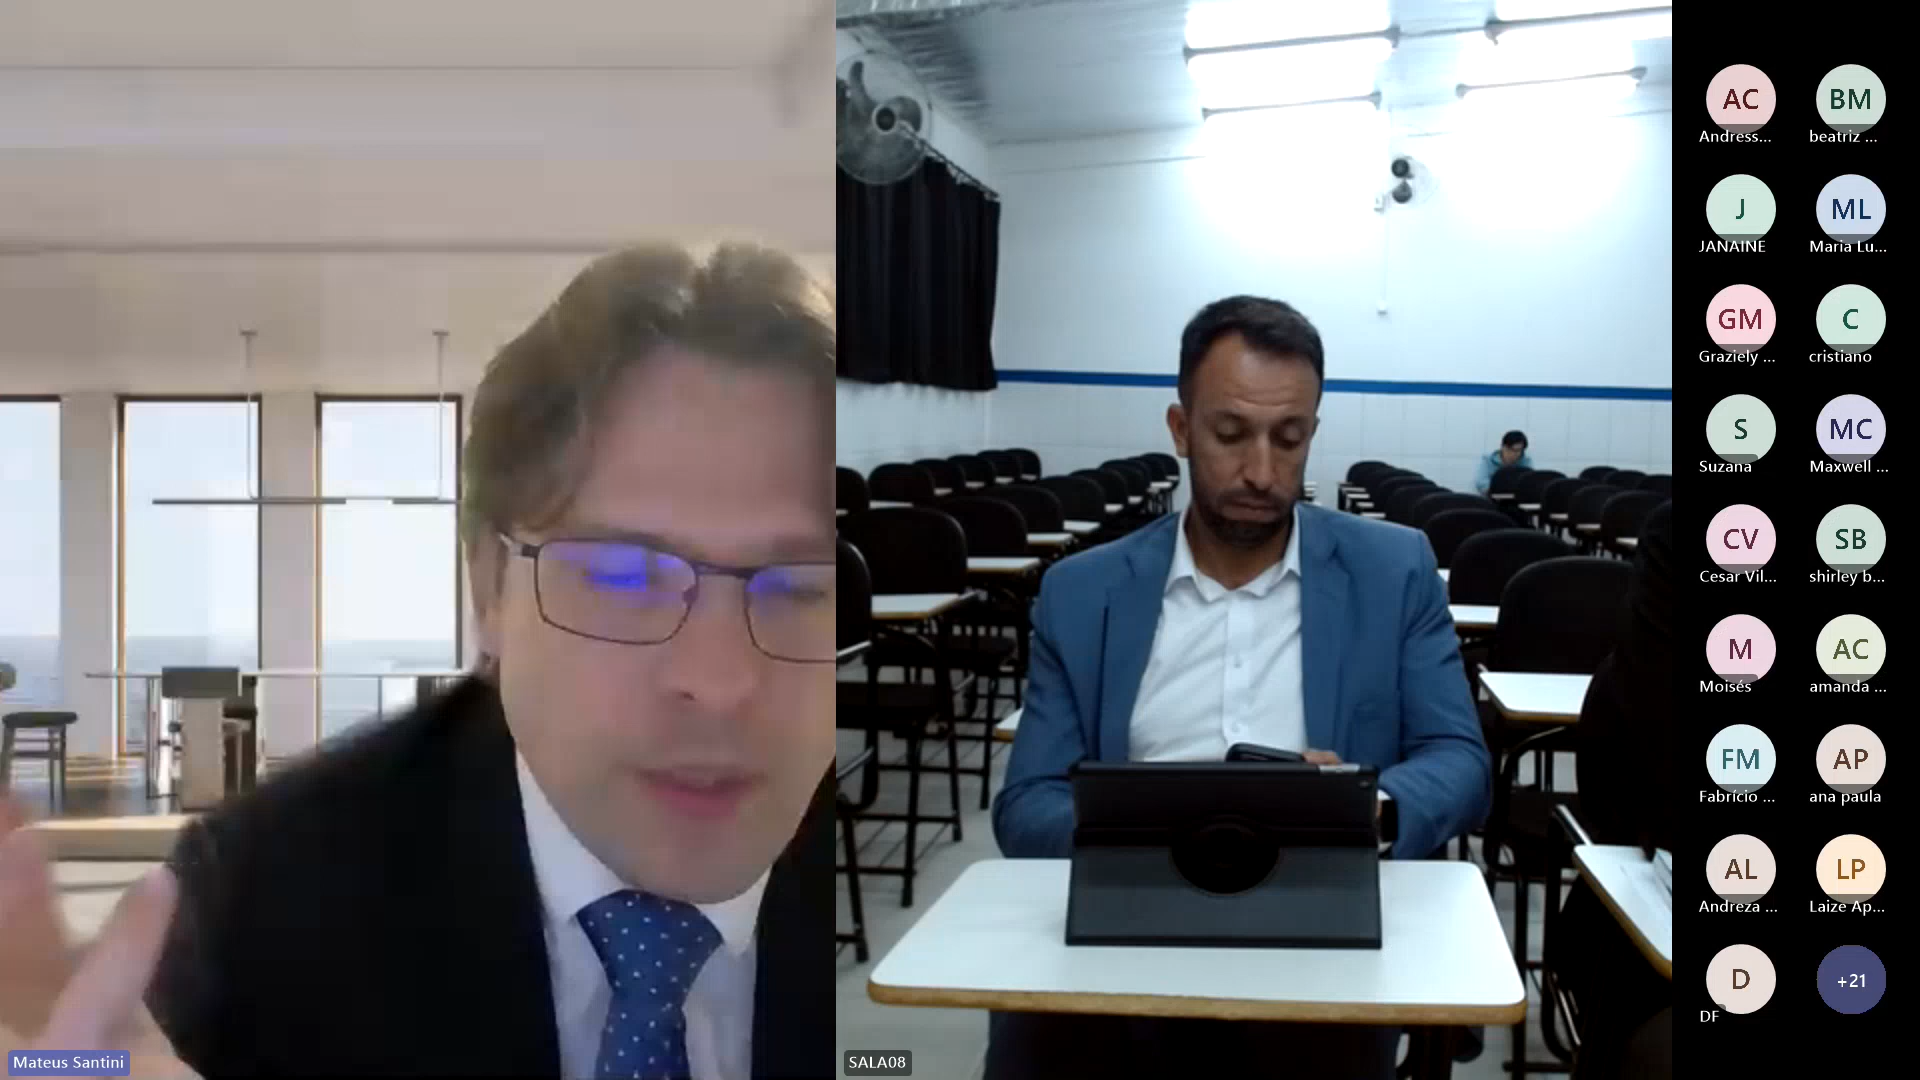 Mateus Santini
SALA08
AC
Andress...
BM
beatriz ...
J
JANAINE
ML
Maria Lu...
GM
Graziely ...
C
cristiano
S
Suzana
MC
Maxwell ...
CV
Cesar Vil...
SB
shirley b...
M
Moisés
AC
amanda ...
FM
Fabrício ...
AP
ana paula
AL
Andreza ...
LP
Laize Ap...
D
DF
+21